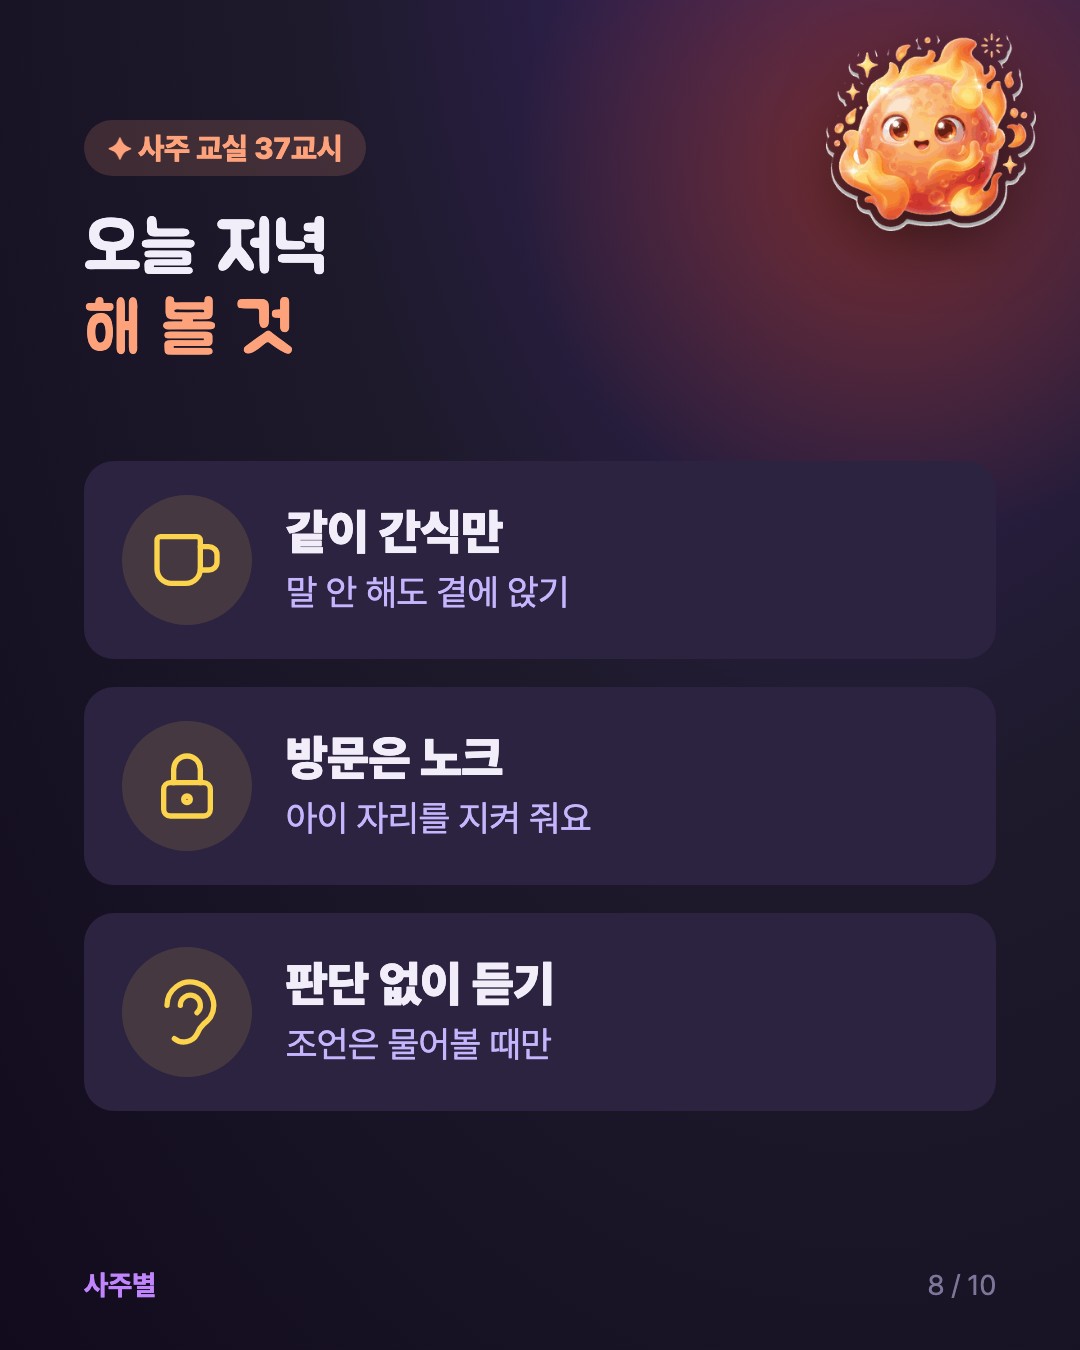 ✦ 사주 교실 37교시
오늘 저녁
해 볼 것
같이 간식만
말 안 해도 곁에 앉기
방문은 노크
아이 자리를 지켜 줘요
판단 없이 듣기
조언은 물어볼 때만
사주별
8 / 10